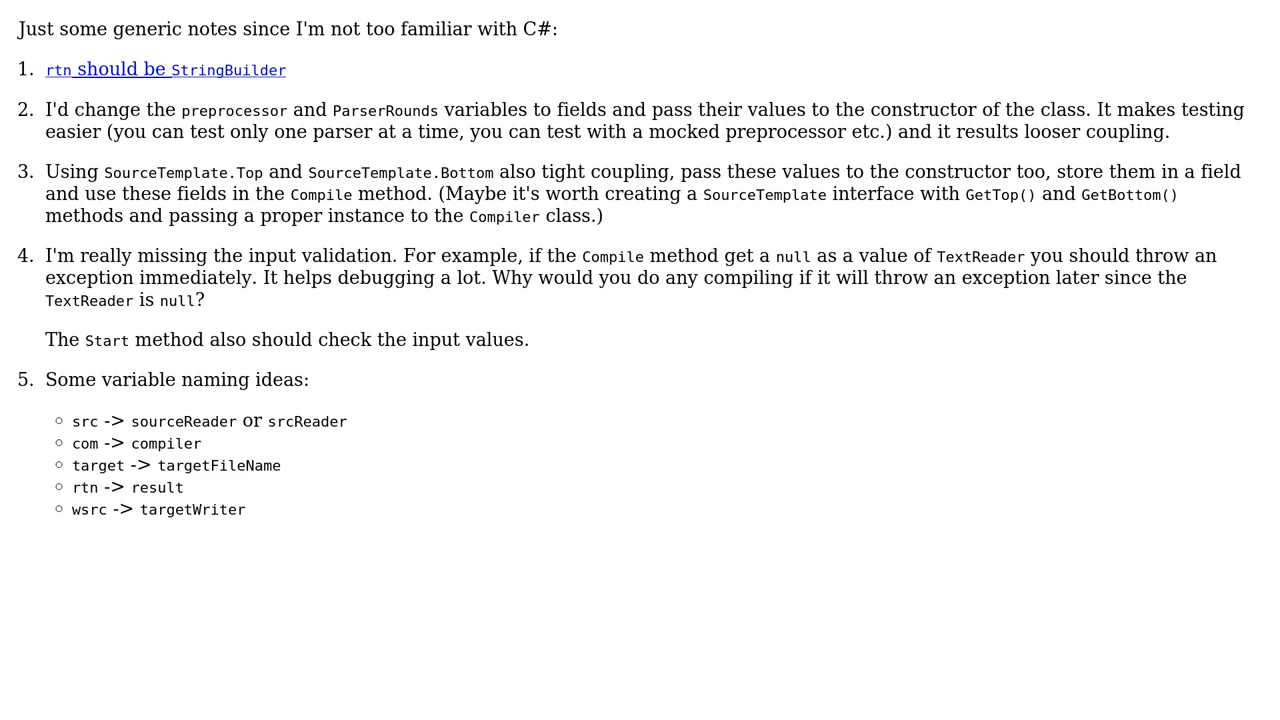 Just some generic notes since I'm not too familiar with C#:
1. rtn should be StringBuilder
2. I'd change the preprocessor and ParserRounds variables to fields and pass their values to the constructor of the class. It makes testing
easier (you can test only one parser at a time, you can test with a mocked preprocessor etc.) and it results looser coupling.
3. Using SourceTemplate.Top and SourceTemplate.Bottom also tight coupling, pass these values to the constructor too, store them in a field
and use these fields in the Compile method. (Maybe it's worth creating a SourceTemplate interface with GetTop() and GetBottom()
methods and passing a proper instance to the Compiler class.)
4. I'm really missing the input validation. For example, if the Compile method get a null as a value of TextReader you should throw an
exception immediately. It helps debugging a lot. Why would you do any compiling if it will throw an exception later since the
TextReader is null?
The Start method also should check the input values.
5. Some variable naming ideas:
○ src -> sourceReader or srcReader
○ com -> compiler
○ target -> targetFileName
○ rtn -> result
○ wsrc -> targetWriter